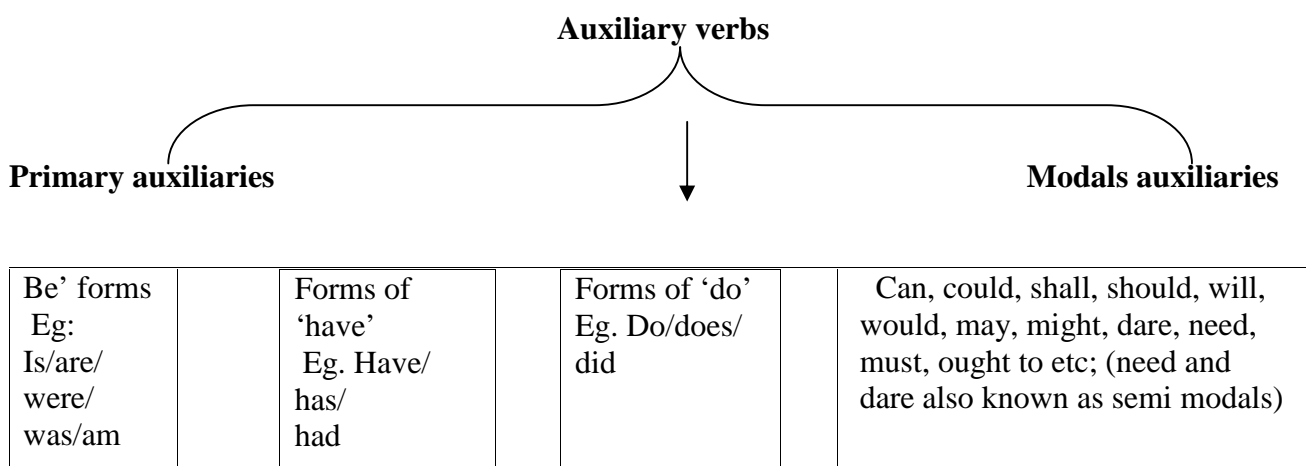 Auxiliary verbs
Primary auxiliaries
Modals auxiliaries
Be’ forms
Eg:
Is/are/
were/
was/am
Forms of
‘have’
Eg. Have/
has/
had
Forms of ‘do’
Eg. Do/does/
did
Can, could, shall, should, will,
would, may, might, dare, need,
must, ought to etc; (need and
dare also known as semi modals)